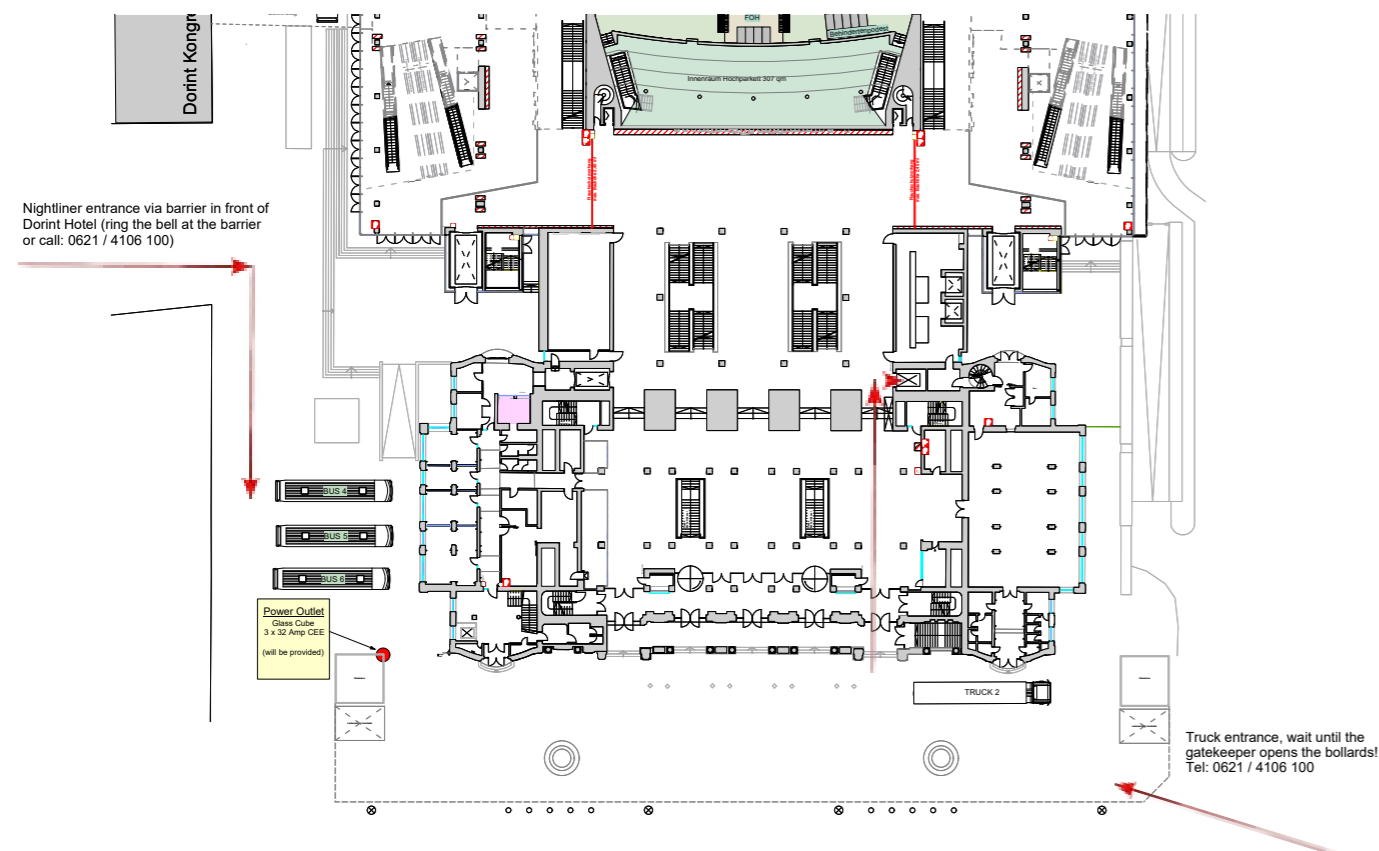 FOH
Behindertenpodest
Innenraum Hochparkett 307 qm
Dorint Kongr
Nightliner entrance via barrier in front of
Dorint Hotel (ring the bell at the barrier
or call: 0621 / 4106 100)
BUS 4
BUS 5
BUS 6
Power Outlet
Glass Cube
3 x 32 Amp CEE
(will be provided)
TRUCK 2
Truck entrance, wait until the
gatekeeper opens the bollards!
Tel: 0621 / 4106 100